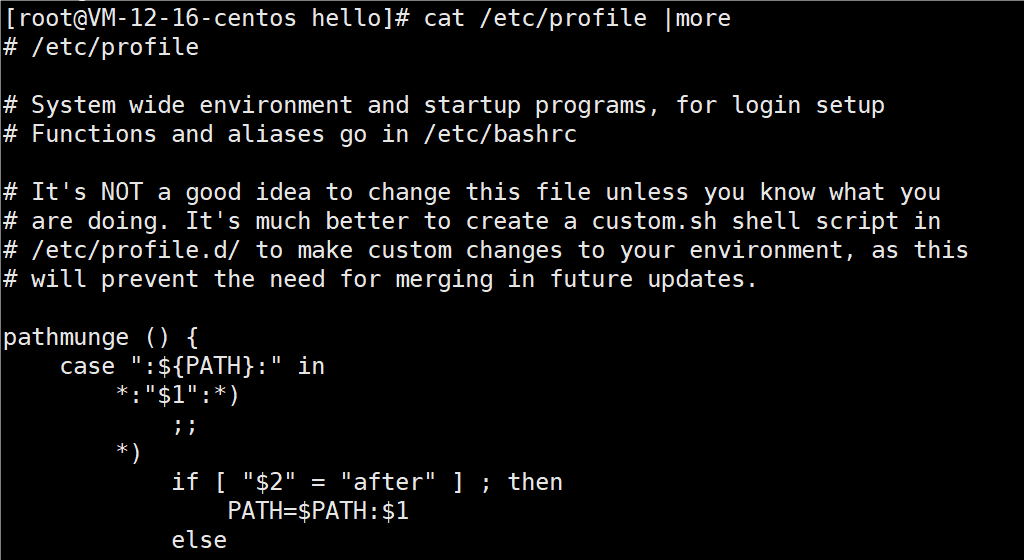 [root@VM-12-16-centos hello]# cat /etc/profile |more
# /etc/profile

# System wide environment and startup programs, for login setup
# Functions and aliases go in /etc/bashrc

# It's NOT a good idea to change this file unless you know what you
# are doing. It's much better to create a custom.sh shell script in
# /etc/profile.d/ to make custom changes to your environment, as this
# will prevent the need for merging in future updates.

pathmunge () {
    case ":${PATH}:" in
        *:"$1":*)
            ;;
        *)
            if [ "$2" = "after" ] ; then
                PATH=$PATH:$1
            else